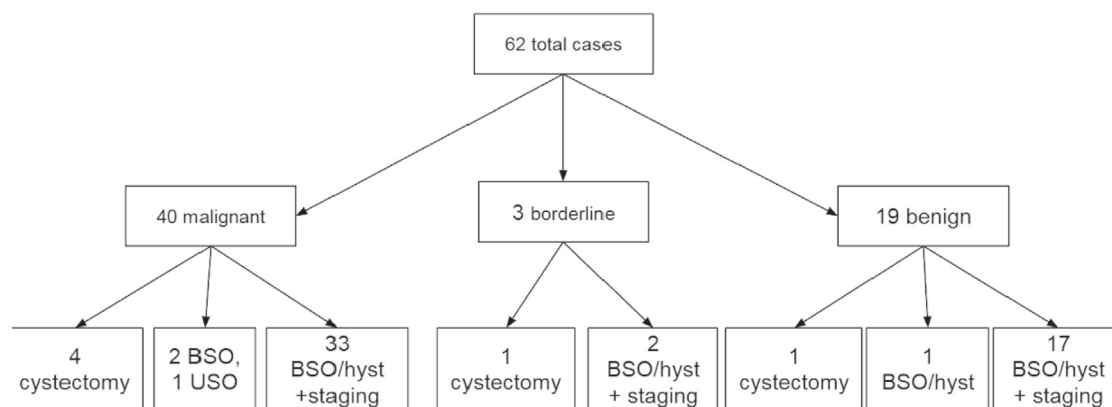 62 total cases
40 malignant
3 borderline
19 benign
4
cystectomy
2 BSO,
1 USO
33
BSO/hyst
+staging
1
cystectomy
2
BSO/hyst
+ staging
1
cystectomy
1
BSO/hyst
17
BSO/hyst
+ staging